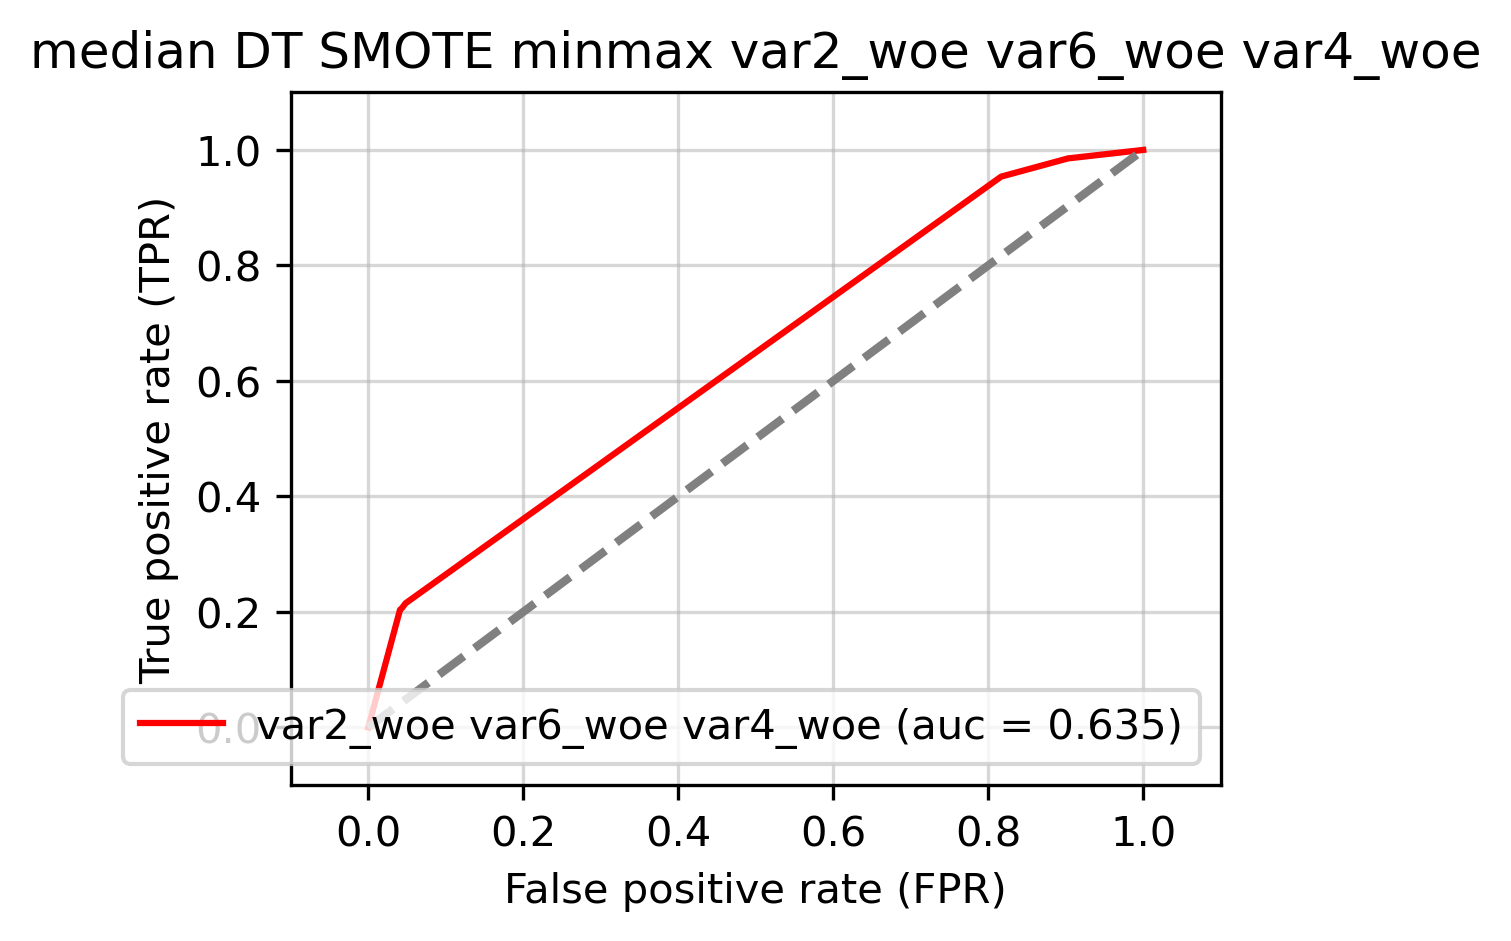 median DT SMOTE minmax var2_woe var6_woe var4_woe
True positive rate (TPR)
1.0
0.8
0.6
0.4
0.2
0.0
var2_woe var6_woe var4_woe (auc = 0.635)
0.0 0.2 0.4 0.6 0.8 1.0
False positive rate (FPR)